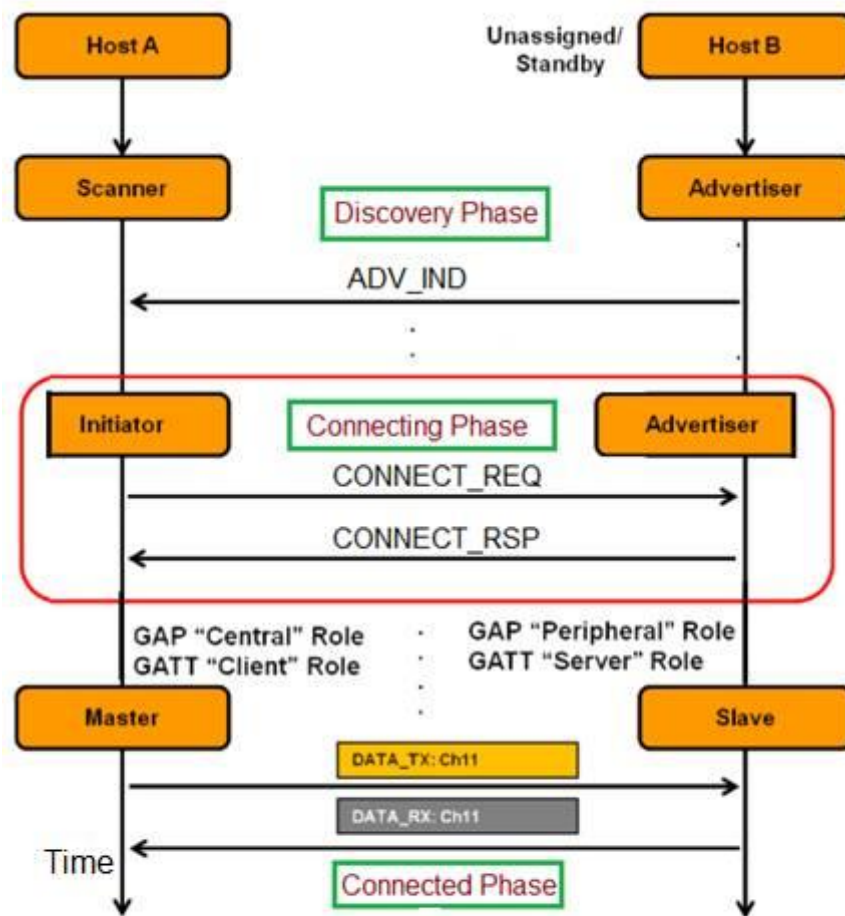 Host A
Unassigned/
Standby
Host B
Scanner
Advertiser
Discovery Phase
ADV_IND
Initiator
Connecting Phase
Advertiser
CONNECT_REQ
CONNECT_RSP
GAP “Central” Role
GATT “Client” Role
GAP “Peripheral” Role
GATT “Server” Role
Master
Slave
DATA_TX: Ch11
DATA_RX: Ch11
Time
Connected Phase